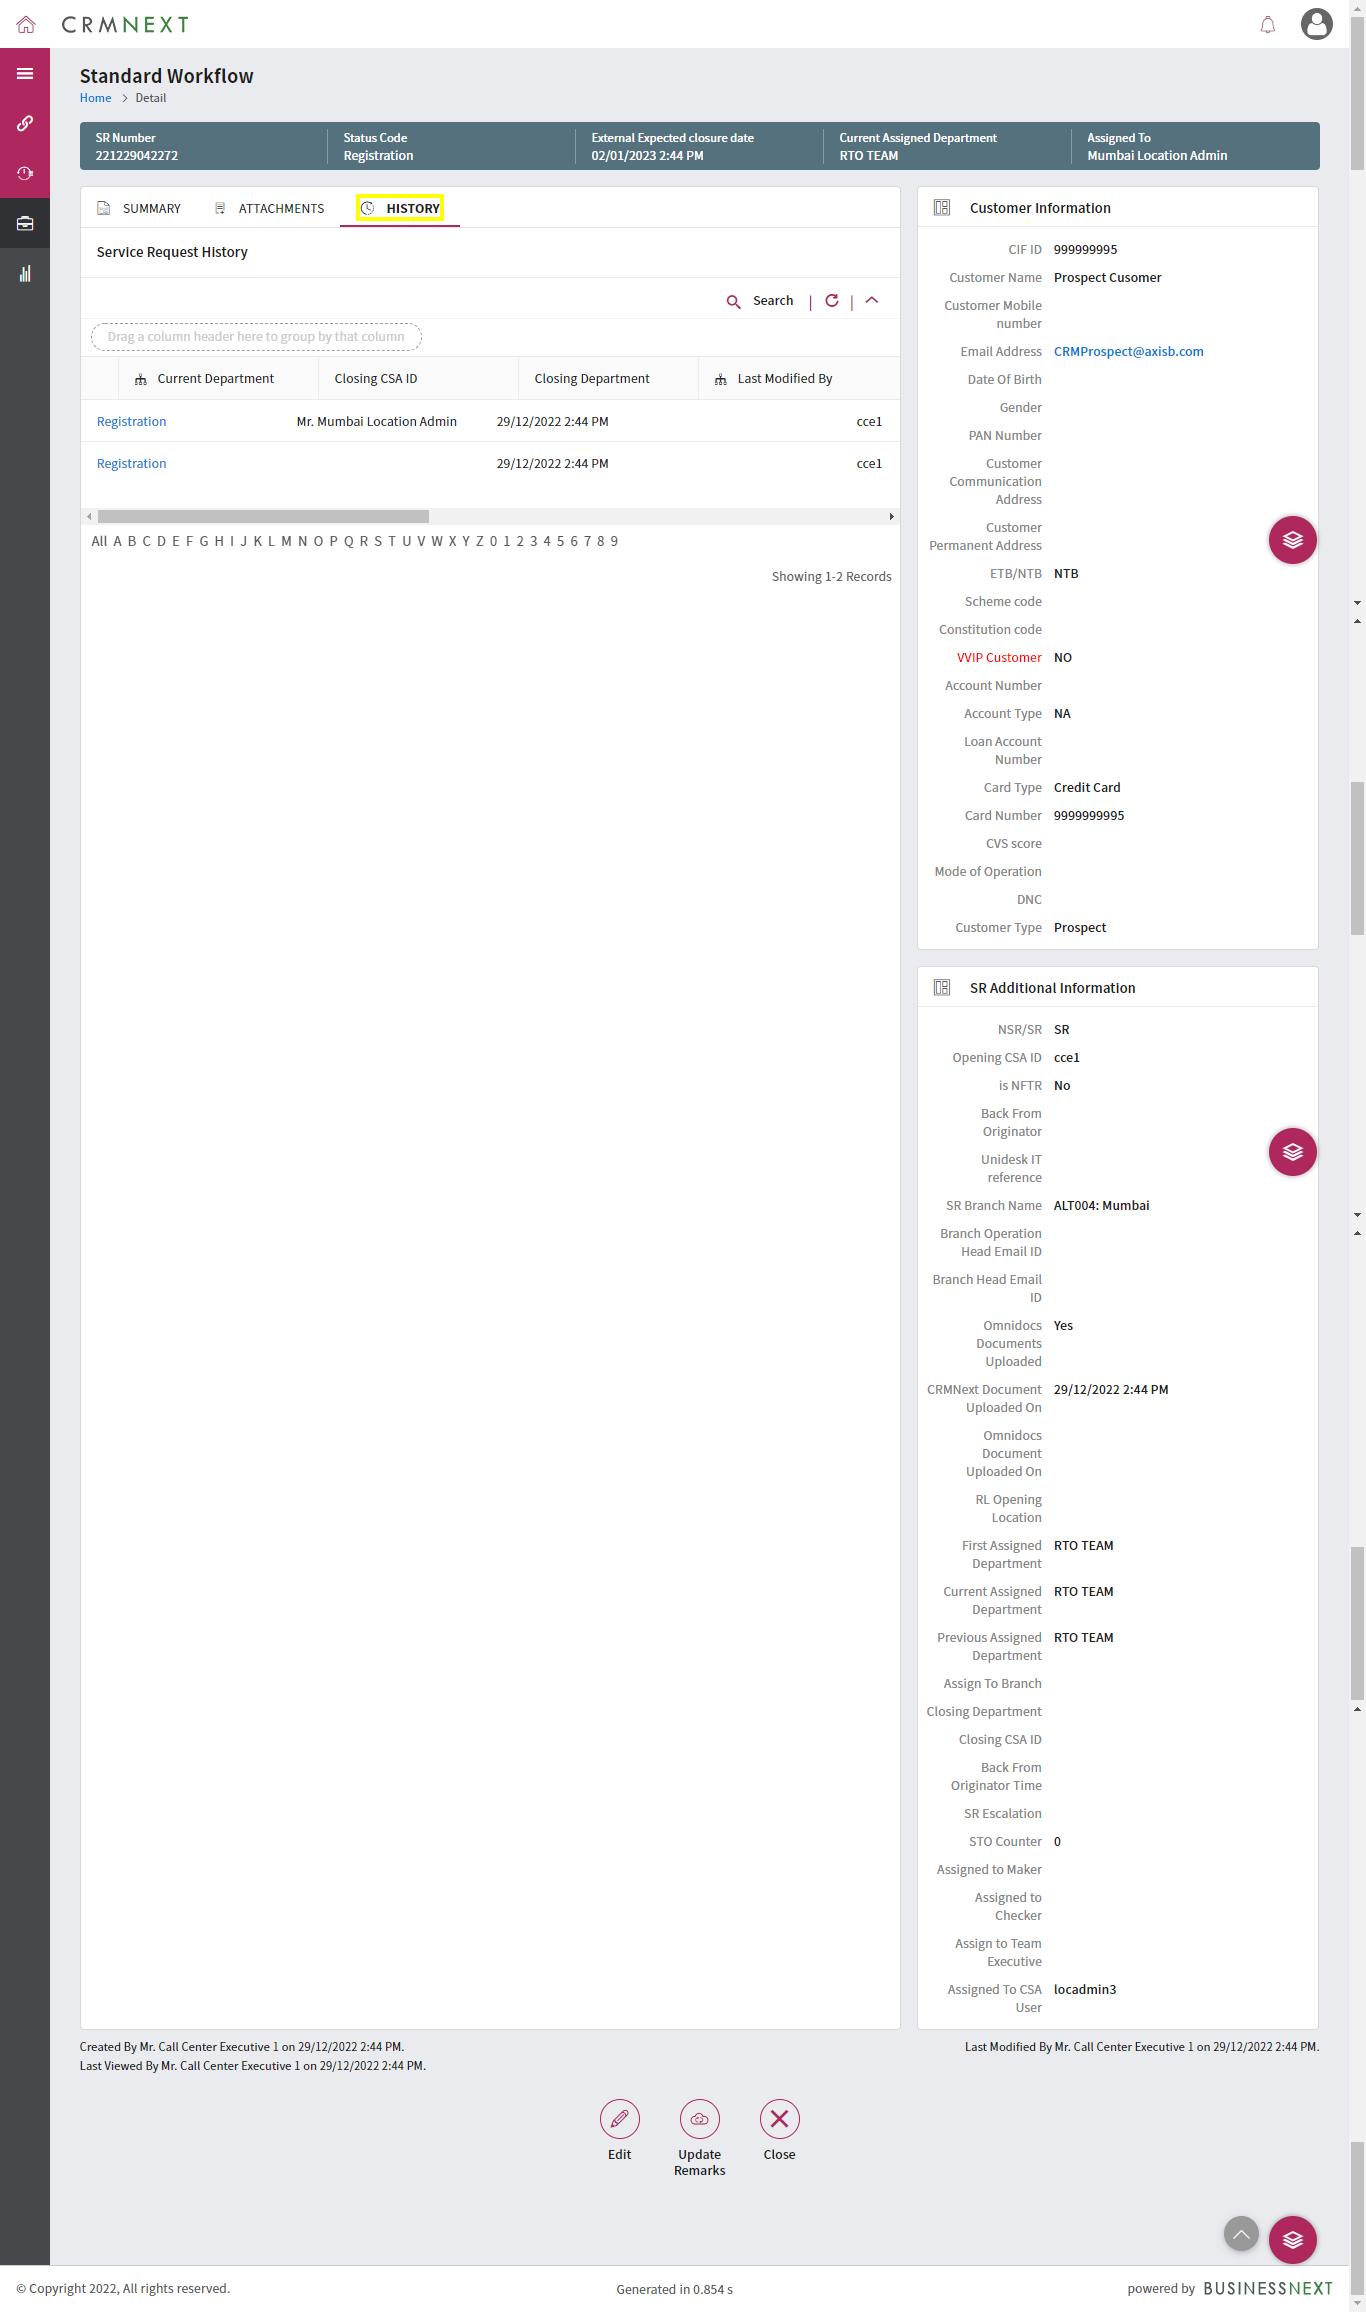 CRMNEXT
Standard Workflow
Home > Detail
SR Number
221229042272
Status Code
Registration
External Expected closure date
02/01/2023 2:44 PM
Current Assigned Department
RTO TEAM
Assigned To
Mumbai Location Admin
SUMMARY ATTACHMENTS HISTORY
Service Request History
Search | |
Drag a column header here to group by that column
Current Department Closing CSA ID Closing Department Last Modified By
Registration Mr. Mumbai Location Admin 29/12/2022 2:44 PM cce1
Registration 29/12/2022 2:44 PM cce1
All A B C D E F G H I J K L M N O P Q R S T U V W X Y Z 0 1 2 3 4 5 6 7 8 9
Showing 1-2 Records
Customer Information
CIF ID 999999995
Customer Name Prospect Cusomer
Customer Mobile
number
Email Address CRMProspect@axisb.com
Date Of Birth
Gender
PAN Number
Customer
Communication
Address
Customer
Permanent Address
ETB/NTB NTB
Scheme code
Constitution code
VVIP Customer NO
Account Number
Account Type NA
Loan Account
Number
Card Type Credit Card
Card Number 9999999995
CVS score
Mode of Operation
DNC
Customer Type Prospect
SR Additional Information
NSR/SR SR
Opening CSA ID cce1
is NFTR No
Back From
Originator
Unidesk IT
reference
SR Branch Name ALT004: Mumbai
Branch Operation
Head Email ID
Branch Head Email
ID
Omnidocs Yes
Documents
Uploaded
CRMNext Document 29/12/2022 2:44 PM
Uploaded On
Omnidocs
Document
Uploaded On
RL Opening
Location
First Assigned RTO TEAM
Department
Current Assigned RTO TEAM
Department
Previous Assigned RTO TEAM
Department
Assign To Branch
Closing Department
Closing CSA ID
Back From
Originator Time
SR Escalation
STO Counter 0
Assigned to Maker
Assigned to
Checker
Assign to Team
Executive
Assigned To CSA locadmin3
User
Created By Mr. Call Center Executive 1 on 29/12/2022 2:44 PM.
Last Modified By Mr. Call Center Executive 1 on 29/12/2022 2:44 PM.
Last Viewed By Mr. Call Center Executive 1 on 29/12/2022 2:44 PM.
Edit
Update
Remarks
Close
© Copyright 2022, All rights reserved.
Generated in 0.854 s
powered by BUSINESSNEXT